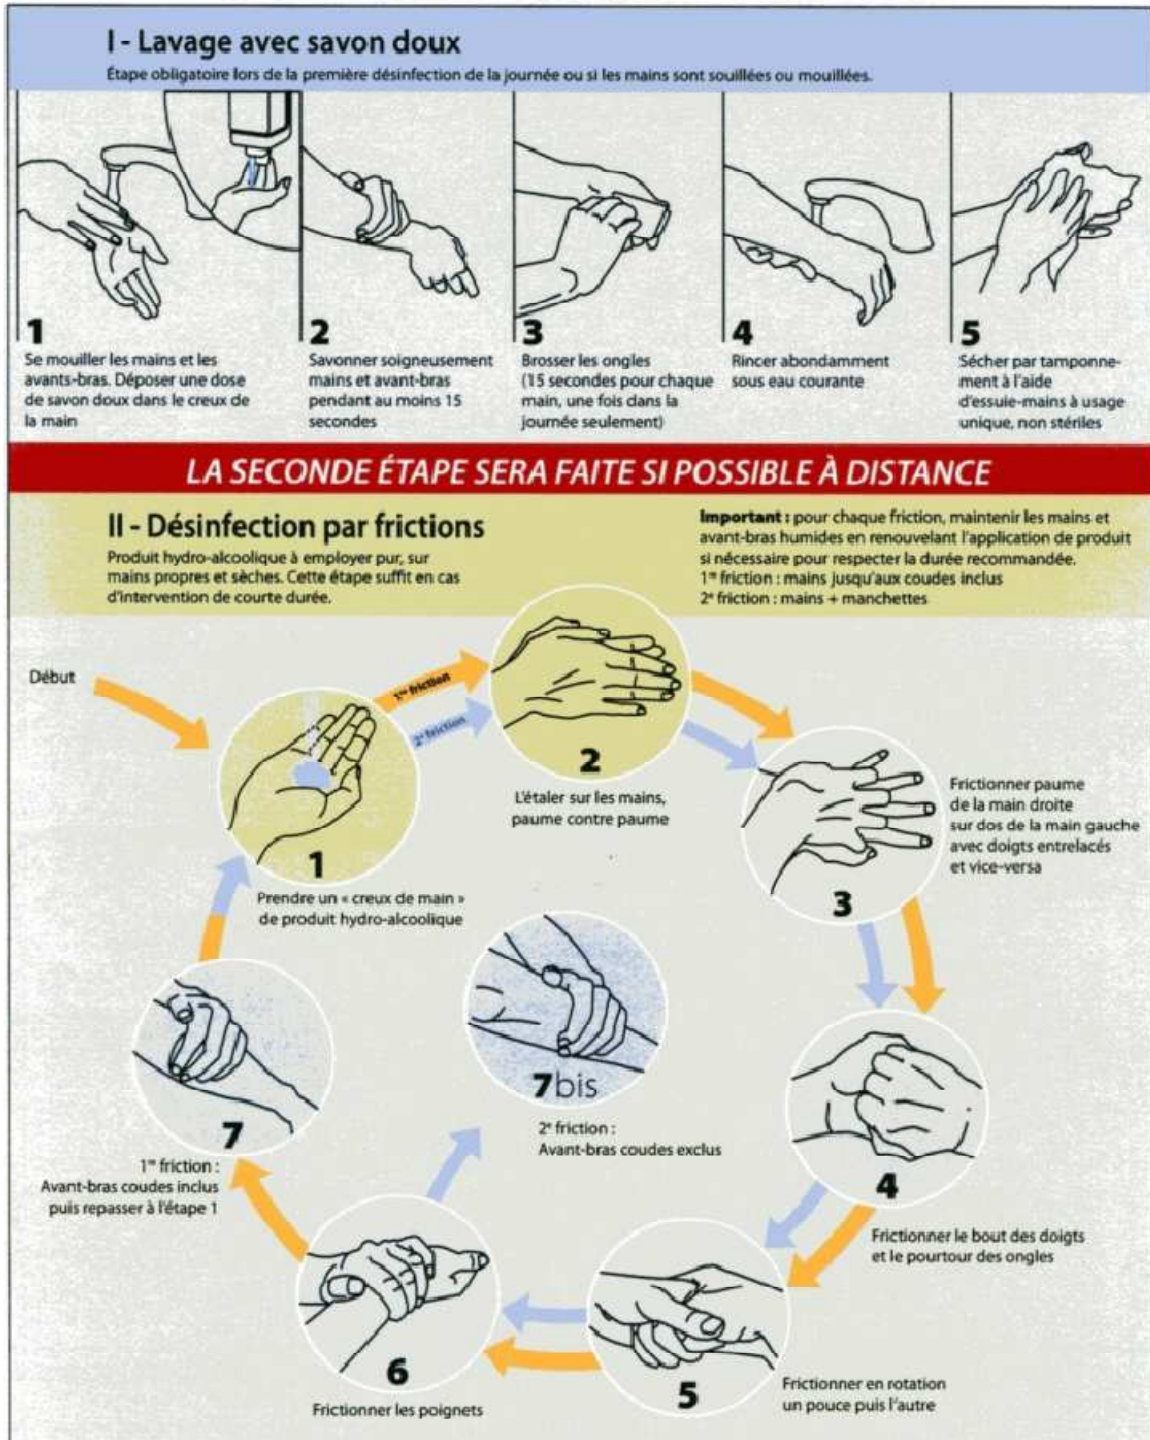 I - Lavage avec savon doux
Étape obligatoire lors de la première désinfection de la journée ou si les mains sont souillées ou mouillées.
1
Se mouiller les mains et les
avants-bras. Déposer une dose
de savon doux dans le creux de
la main
2
Savonner soigneusement
mains et avant-bras
pendant au moins 15
secondes
3
Brosser les ongles
(15 secondes pour chaque
main, une fois dans la
journée seulement)
4
Rincer abondamment
sous eau courante
5
Sécher par tamponne-
ment à l'aide
d'essuie-mains à usage
unique, non stériles
LA SECONDE ÉTAPE SERA FAITE SI POSSIBLE À DISTANCE
II - Désinfection par frictions
Produit hydro-alcoolique à employer pur, sur
mains propres et sèches. Cette étape suffit en cas
d'intervention de courte durée.
Important : pour chaque friction, maintenir les mains et
avant-bras humides en renouvelant l'application de produit
si nécessaire pour respecter la durée recommandée.
1re friction : mains jusqu'aux coudes inclus
2e friction : mains + manchettes
Début
1re friction
2e friction
1
Prendre un « creux de main »
de produit hydro-alcoolique
2
L'étaler sur les mains,
paume contre paume
3
Frictionner paume
de la main droite
sur dos de la main gauche
avec doigts entrelacés
et vice-versa
4
Frictionner le bout des doigts
et le pourtour des ongles
5
Frictionner en rotation
un pouce puis l'autre
6
Frictionner les poignets
7
1re friction :
Avant-bras coudes inclus
puis repasser à l'étape 1
7bis
2e friction :
Avant-bras coudes exclus